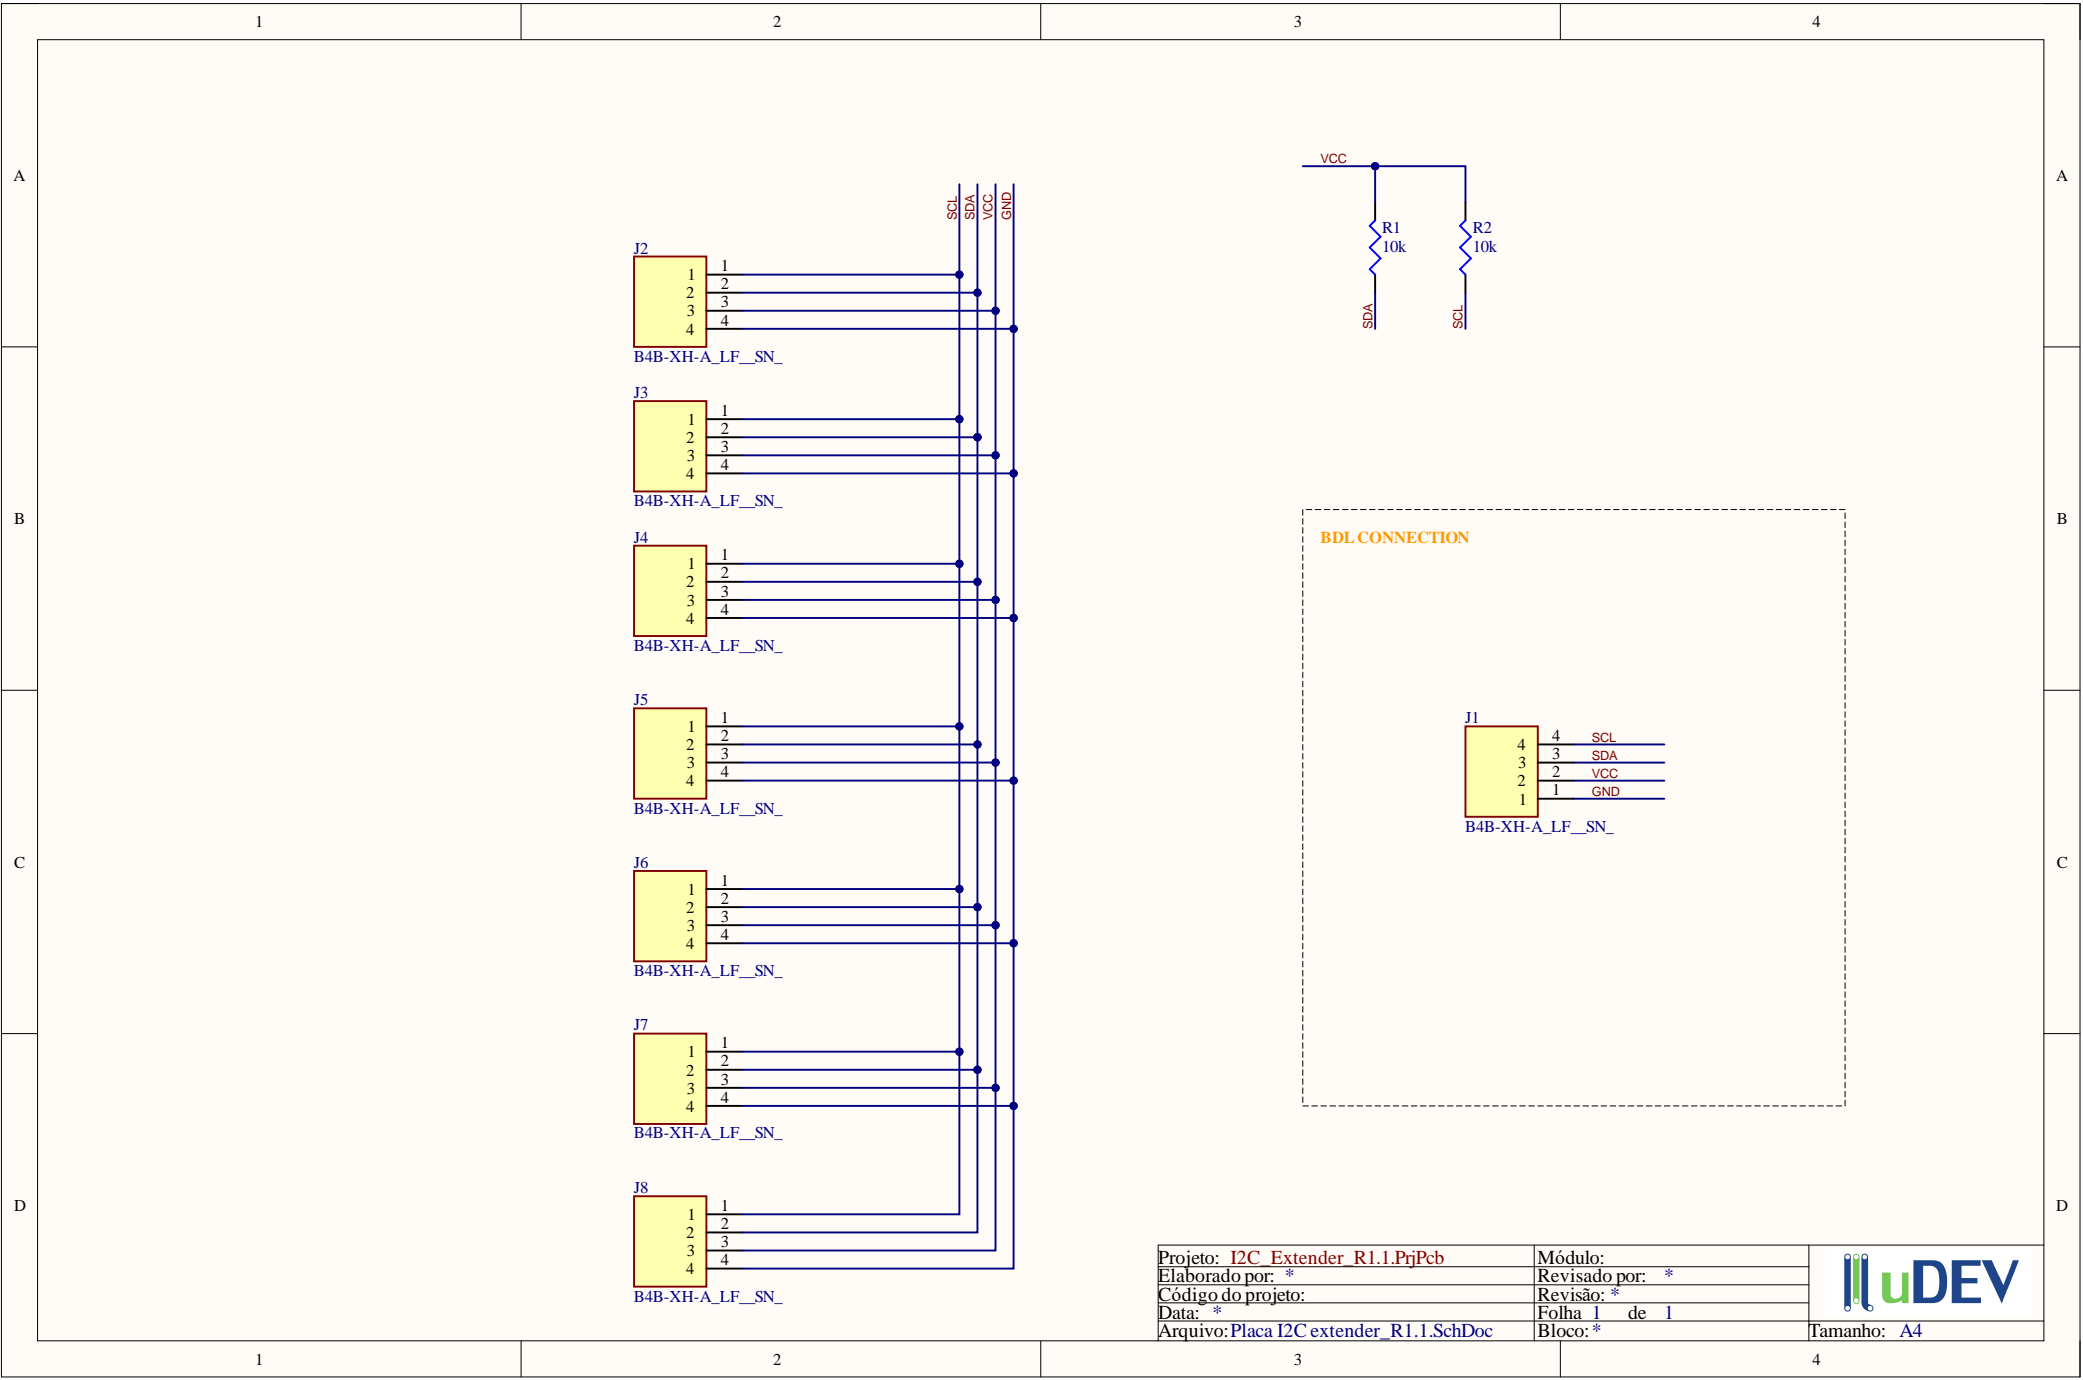 1 2 3 4
A A
VCC
SCL SDA VCC GND
R1
10k
R2
10k
SDA SCL
J2
1 1
2 2
3 3
4 4
B4B-XH-A_LF__SN_
J3
1 1
2 2
3 3
4 4
B4B-XH-A_LF__SN_
B B
BDL CONNECTION
J4
1 1
2 2
3 3
4 4
B4B-XH-A_LF__SN_
J5
1 1
2 2
3 3
4 4
B4B-XH-A_LF__SN_
J1
4 4 SCL
3 3 SDA
2 2 VCC
1 1 GND
B4B-XH-A_LF__SN_
C C
J6
1 1
2 2
3 3
4 4
B4B-XH-A_LF__SN_
J7
1 1
2 2
3 3
4 4
B4B-XH-A_LF__SN_
D D
J8
1 1
2 2
3 3
4 4
B4B-XH-A_LF__SN_
Projeto: I2C_Extender_R1.1.PrjPcb Módulo:
Elaborado por: * Revisado por: *
Código do projeto: Revisão: *
Data: * Folha 1 de 1
Arquivo: Placa I2C extender_R1.1.SchDoc Bloco: * Tamanho: A4
uDEV
1 2 3 4